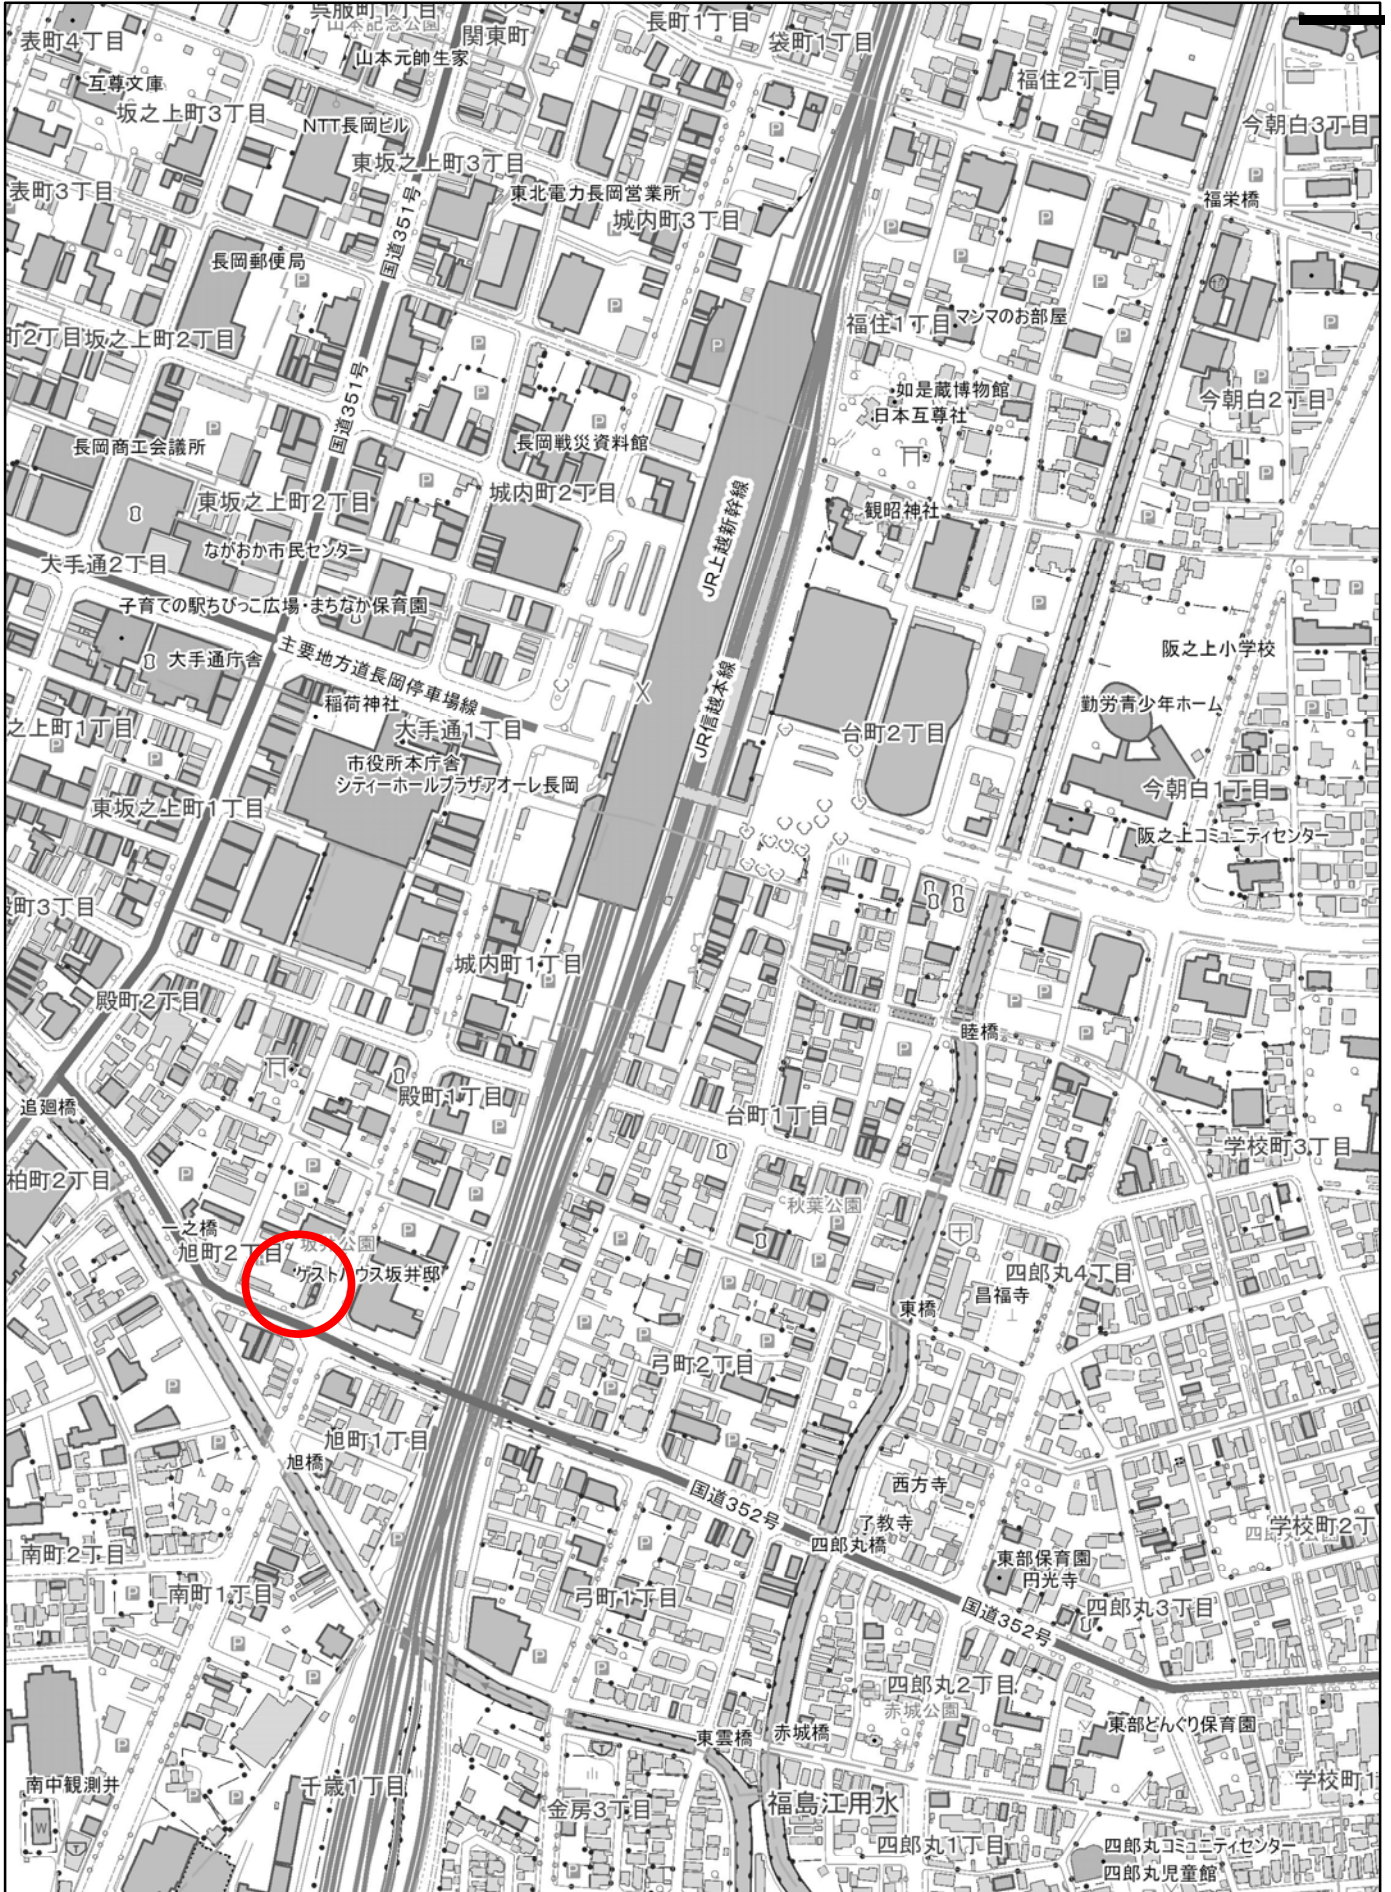 呉服町1丁目
山本記念公園
長町1丁目
表町4丁目
関東町
袋町1丁目
山本元帥生家
福住2丁目
互尊文庫
坂之上町3丁目
NTT長岡ビル
今朝白3丁目
東坂之上町3丁目
表町3丁目
東北電力長岡営業所
福栄橋
城内町3丁目
国道351号
長岡郵便局
町2丁目
坂之上町2丁目
福住1丁目
マンマのお部屋
国道351号
如是蔵博物館
日本互尊社
今朝白2丁目
長岡商工会議所
長岡戦災資料館
東坂之上町2丁目
城内町2丁目
JR上越新幹線
観昭神社
大手通2丁目
ながおか市民センター
子育ての駅ちびっこ広場・まちなか保育園
大手通庁舎
主要地方道長岡停車場線
阪之上小学校
稲荷神社
勤労青少年ホーム
之上町1丁目
大手通1丁目
JR信越本線
台町2丁目
市役所本庁舎
シティーホールプラザアオーレ長岡
今朝白1丁目
東坂之上町1丁目
阪之上コミュニティセンター
町3丁目
城内町1丁目
殿町2丁目
睦橋
殿町1丁目
追廻橋
台町1丁目
学校町3丁目
柏町2丁目
秋葉公園
一之橋
旭町2丁目
坂井公園
ゲストハウス坂井邸
四郎丸4丁目
昌福寺
東橋
弓町2丁目
旭町1丁目
旭橋
西方寺
国道352号
了教寺
四郎丸橋
学校町2丁
南町2丁目
東部保育園
円光寺
南町1丁目
弓町1丁目
国道352号
四郎丸3丁目
四郎丸2丁目
赤城公園
東雲橋
赤城橋
東部どんぐり保育園
南中観測井
千歳1丁目
学校町1
金房3丁目
福島江用水
四郎丸1丁目
四郎丸コミュニティセンター
四郎丸児童館